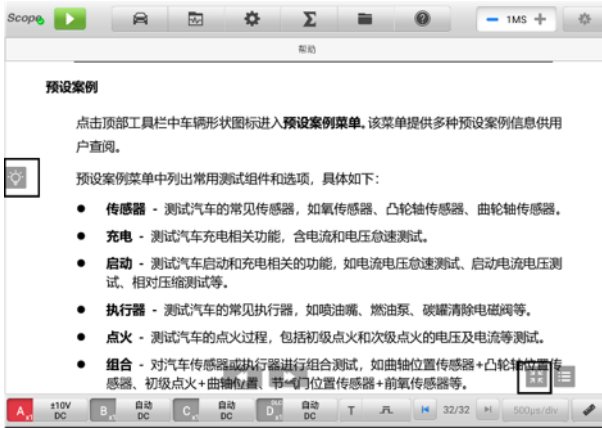 Scope
1MS
帮助
预设案例
点击顶部工具栏中车辆形状图标进入预设案例菜单。该菜单提供多种预设案例信息供用
户查阅。
预设案例菜单中列出常用测试组件和选项，具体如下：
● 传感器 - 测试汽车的常见传感器，如氧传感器、凸轮轴传感器、曲轮轴传感器。
● 充电 - 测试汽车充电相关功能，含电流和电压怠速测试。
● 启动 - 测试汽车启动和充电相关的功能，如电流电压怠速测试、启动电流电压测
试、相对压缩测试等。
● 执行器 - 测试汽车的常见执行器，如喷油嘴、燃油泵、碳罐清除电磁阀等。
● 点火 - 测试汽车的点火过程，包括初级点火和次级点火的电压及电流等测试。
● 组合 - 对汽车传感器或执行器进行组合测试，如曲轴位置传感器+凸轮轴位置传
感器、初级点火+曲轴位置、节气门位置传感器+前氧传感器等。
A x1 ±10V DC B x1 自动 DC C x1 自动 DC D x1 OLC 自动 DC T 32/32 500μs/div